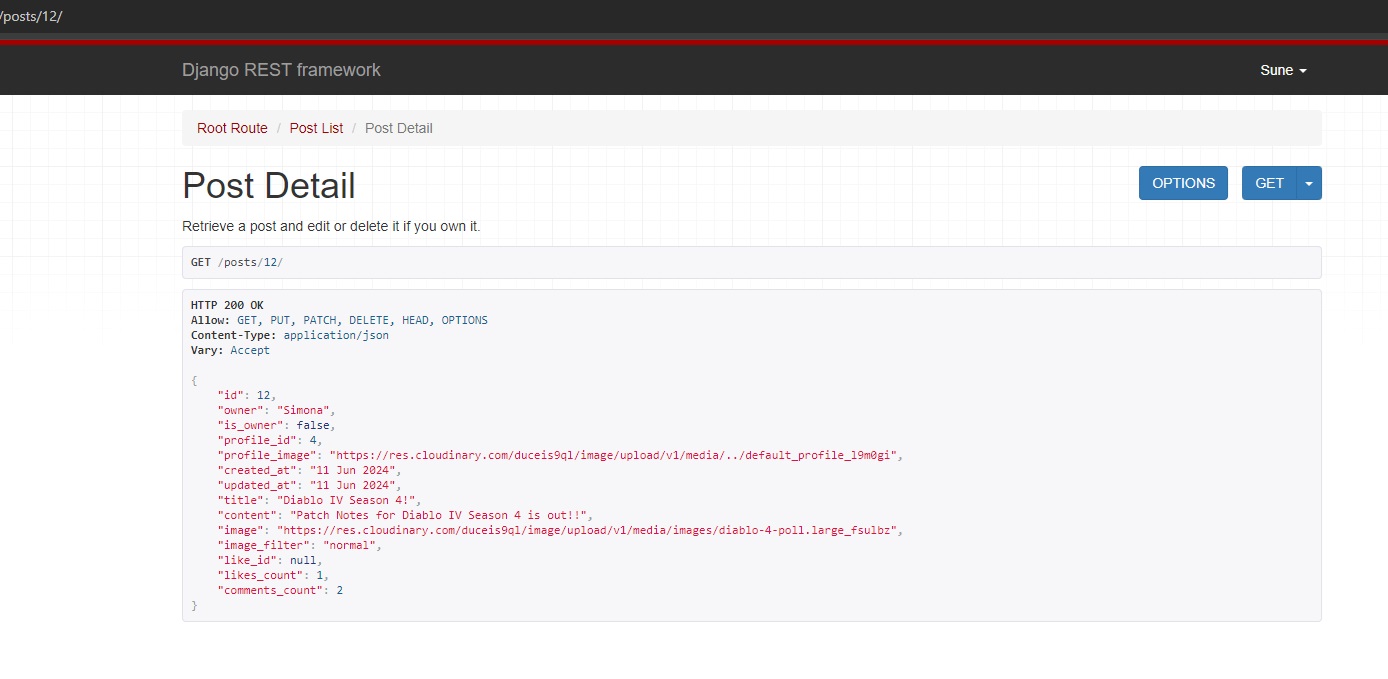 /posts/12/
Django REST framework
Sune
Root Route / Post List / Post Detail
Post Detail
OPTIONS
GET
Retrieve a post and edit or delete it if you own it.
GET /posts/12/
HTTP 200 OK
Allow: GET, PUT, PATCH, DELETE, HEAD, OPTIONS
Content-Type: application/json
Vary: Accept
{
    "id": 12,
    "owner": "Simona",
    "is_owner": false,
    "profile_id": 4,
    "profile_image": "https://res.cloudinary.com/duceis9ql/image/upload/v1/media/../default_profile_l9m0gi",
    "created_at": "11 Jun 2024",
    "updated_at": "11 Jun 2024",
    "title": "Diablo IV Season 4!",
    "content": "Patch Notes for Diablo IV Season 4 is out!!",
    "image": "https://res.cloudinary.com/duceis9ql/image/upload/v1/media/images/diablo-4-poll.large_fsulbz",
    "image_filter": "normal",
    "like_id": null,
    "likes_count": 1,
    "comments_count": 2
}